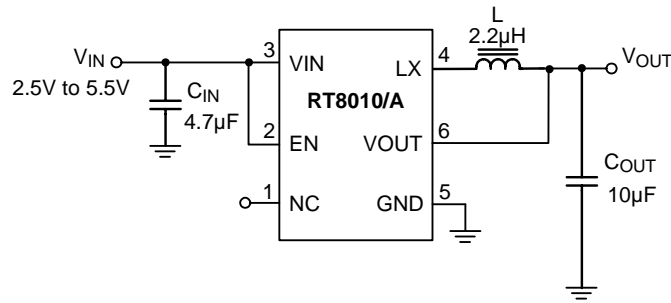 L
2.2μH
VIN
2.5V to 5.5V
CIN
4.7μF
3
VIN
LX
4
VOUT
RT8010/A
2
EN
VOUT
6
COUT
10μF
1
NC
GND
5